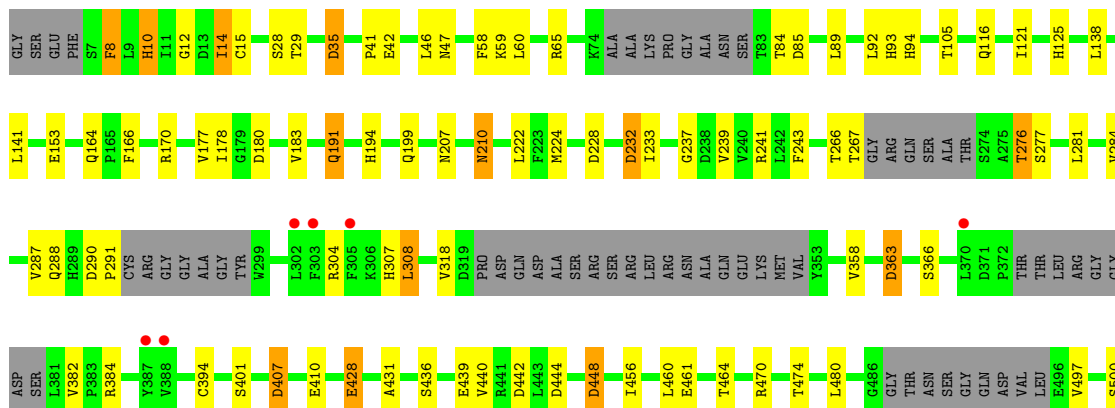 GLY SER GLU PHE S7 F8 L9 H10 I11 G12 D13 I14 C15 S28 T29 D35 P41 E42 L46 N47 F58 K59 L60 R65 K74 ALA ALA LYS PRO GLY ALA ASN SER T83 T84 D85 L89 L92 H93 H94 T105 Q116 I121 H125 L138
L141 E153 Q164 P165 F166 R170 V177 I178 G179 D180 V183 Q191 H194 Q199 N207 N210 L222 F223 M224 D228 D232 I233 G237 D238 V239 V240 R241 L242 F243 T266 T267 GLY ARG GLN SER ALA THR S274 A275 T276 S277 L281
V287 Q288 H289 D290 P291 CYS ARG GLY GLY ALA GLY TYR W299 L302 F303 R304 F305 K306 H307 L308 V318 D319 PRO ASP GLN ASP ALA SER ARG SER ARG LEU ARG ASN ALA GLN GLU LYS MET VAL Y353 V358 D363 S366 L370 D371 P372 THR THR LEU ARG GLY
ASP SER L381 V382 P383 R384 Y387 V388 C394 S401 D407 E410 E428 A431 S436 E439 V440 R441 D442 L443 D444 D448 I456 L460 E461 T464 R470 T474 L480 G486 GLY THR ASN SER GLY GLN ASP VAL LEU E496 V497